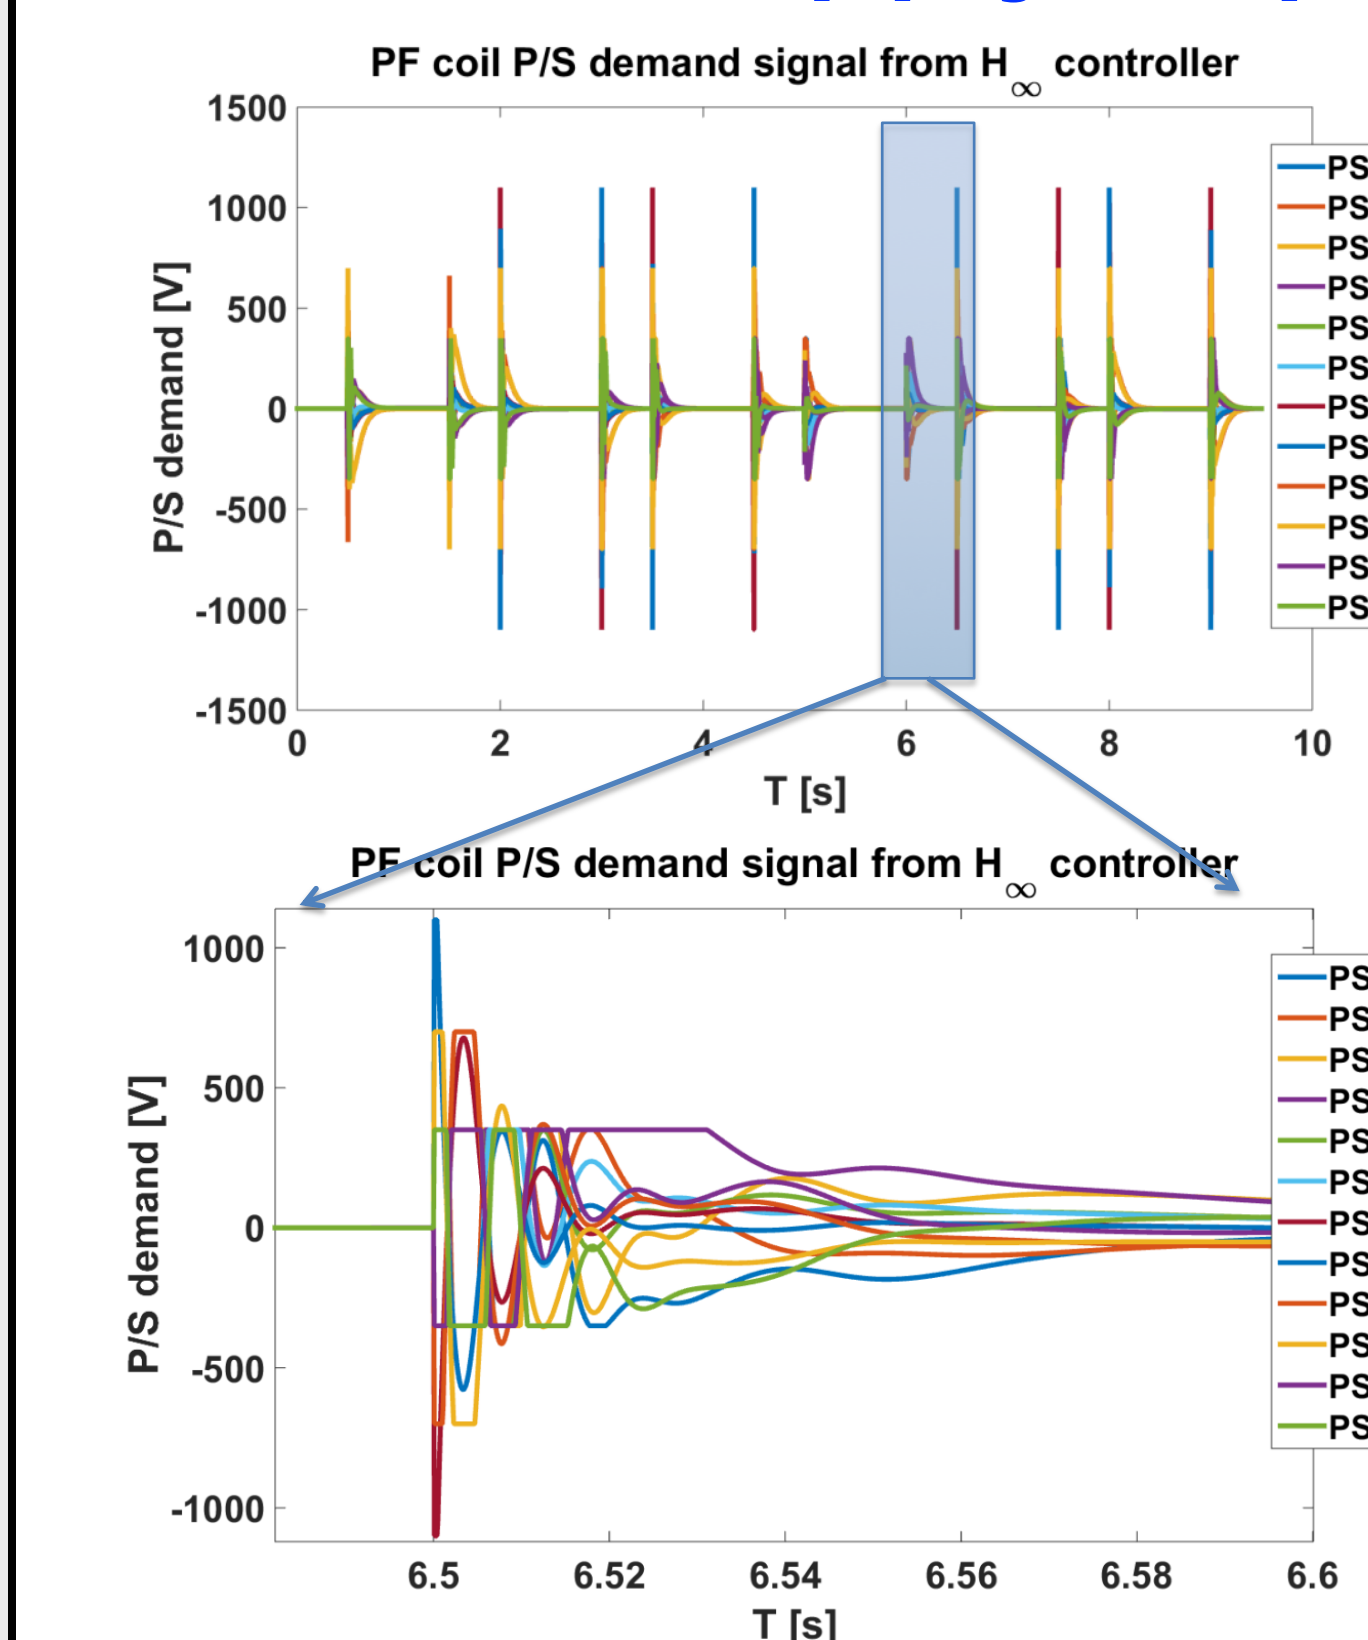 PF coil P/S demand signal from H∞ controller
1500
1000
500
0
-500
-1000
-1500
P/S demand [V]
0 2 4 6 8 10
T [s]
PS
PS
PS
PS
PS
PS
PS
PS
PS
PS
PS
PS
PF coil P/S demand signal from H∞ controller
1000
500
0
-500
-1000
P/S demand [V]
6.5 6.52 6.54 6.56 6.58 6.6
T [s]
PS
PS
PS
PS
PS
PS
PS
PS
PS
PS
PS
PS